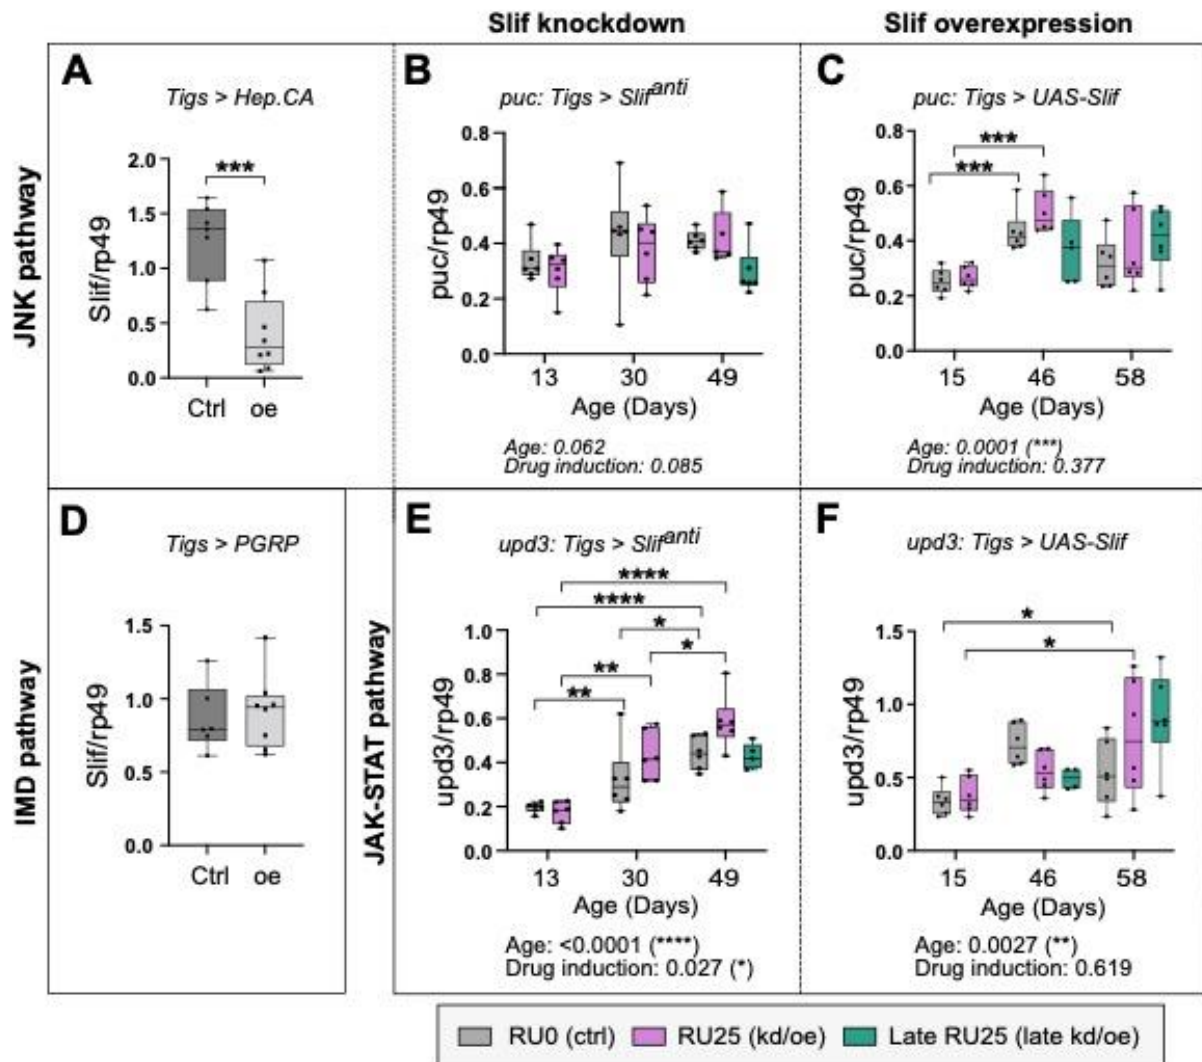 Slif knockdown
Slif overexpression
JNK pathway
A
Tigs > Hep.CA
Slif/rp49
2.0
1.5
1.0
0.5
0.0
***
Ctrl
oe
B
puc: Tigs > Slif^anti
puc/rp49
0.8
0.6
0.4
0.2
0.0
13
30
49
Age (Days)
Age: 0.062
Drug induction: 0.085
C
puc: Tigs > UAS-Slif
puc/rp49
0.8
0.6
0.4
0.2
0.0
***
***
15
46
58
Age (Days)
Age: 0.0001 (***)
Drug induction: 0.377
IMD pathway
D
Tigs > PGRP
Slif/rp49
1.5
1.0
0.5
0.0
Ctrl
oe
JAK-STAT pathway
E
upd3: Tigs > Slif^anti
upd3/rp49
1.0
0.8
0.6
0.4
0.2
0.0
****
****
*
*
**
**
13
30
49
Age (Days)
Age: <0.0001 (****)
Drug induction: 0.027 (*)
F
upd3: Tigs > UAS-Slif
upd3/rp49
1.5
1.0
0.5
0.0
*
*
15
46
58
Age (Days)
Age: 0.0027 (**)
Drug induction: 0.619
RU0 (ctrl)
RU25 (kd/oe)
Late RU25 (late kd/oe)